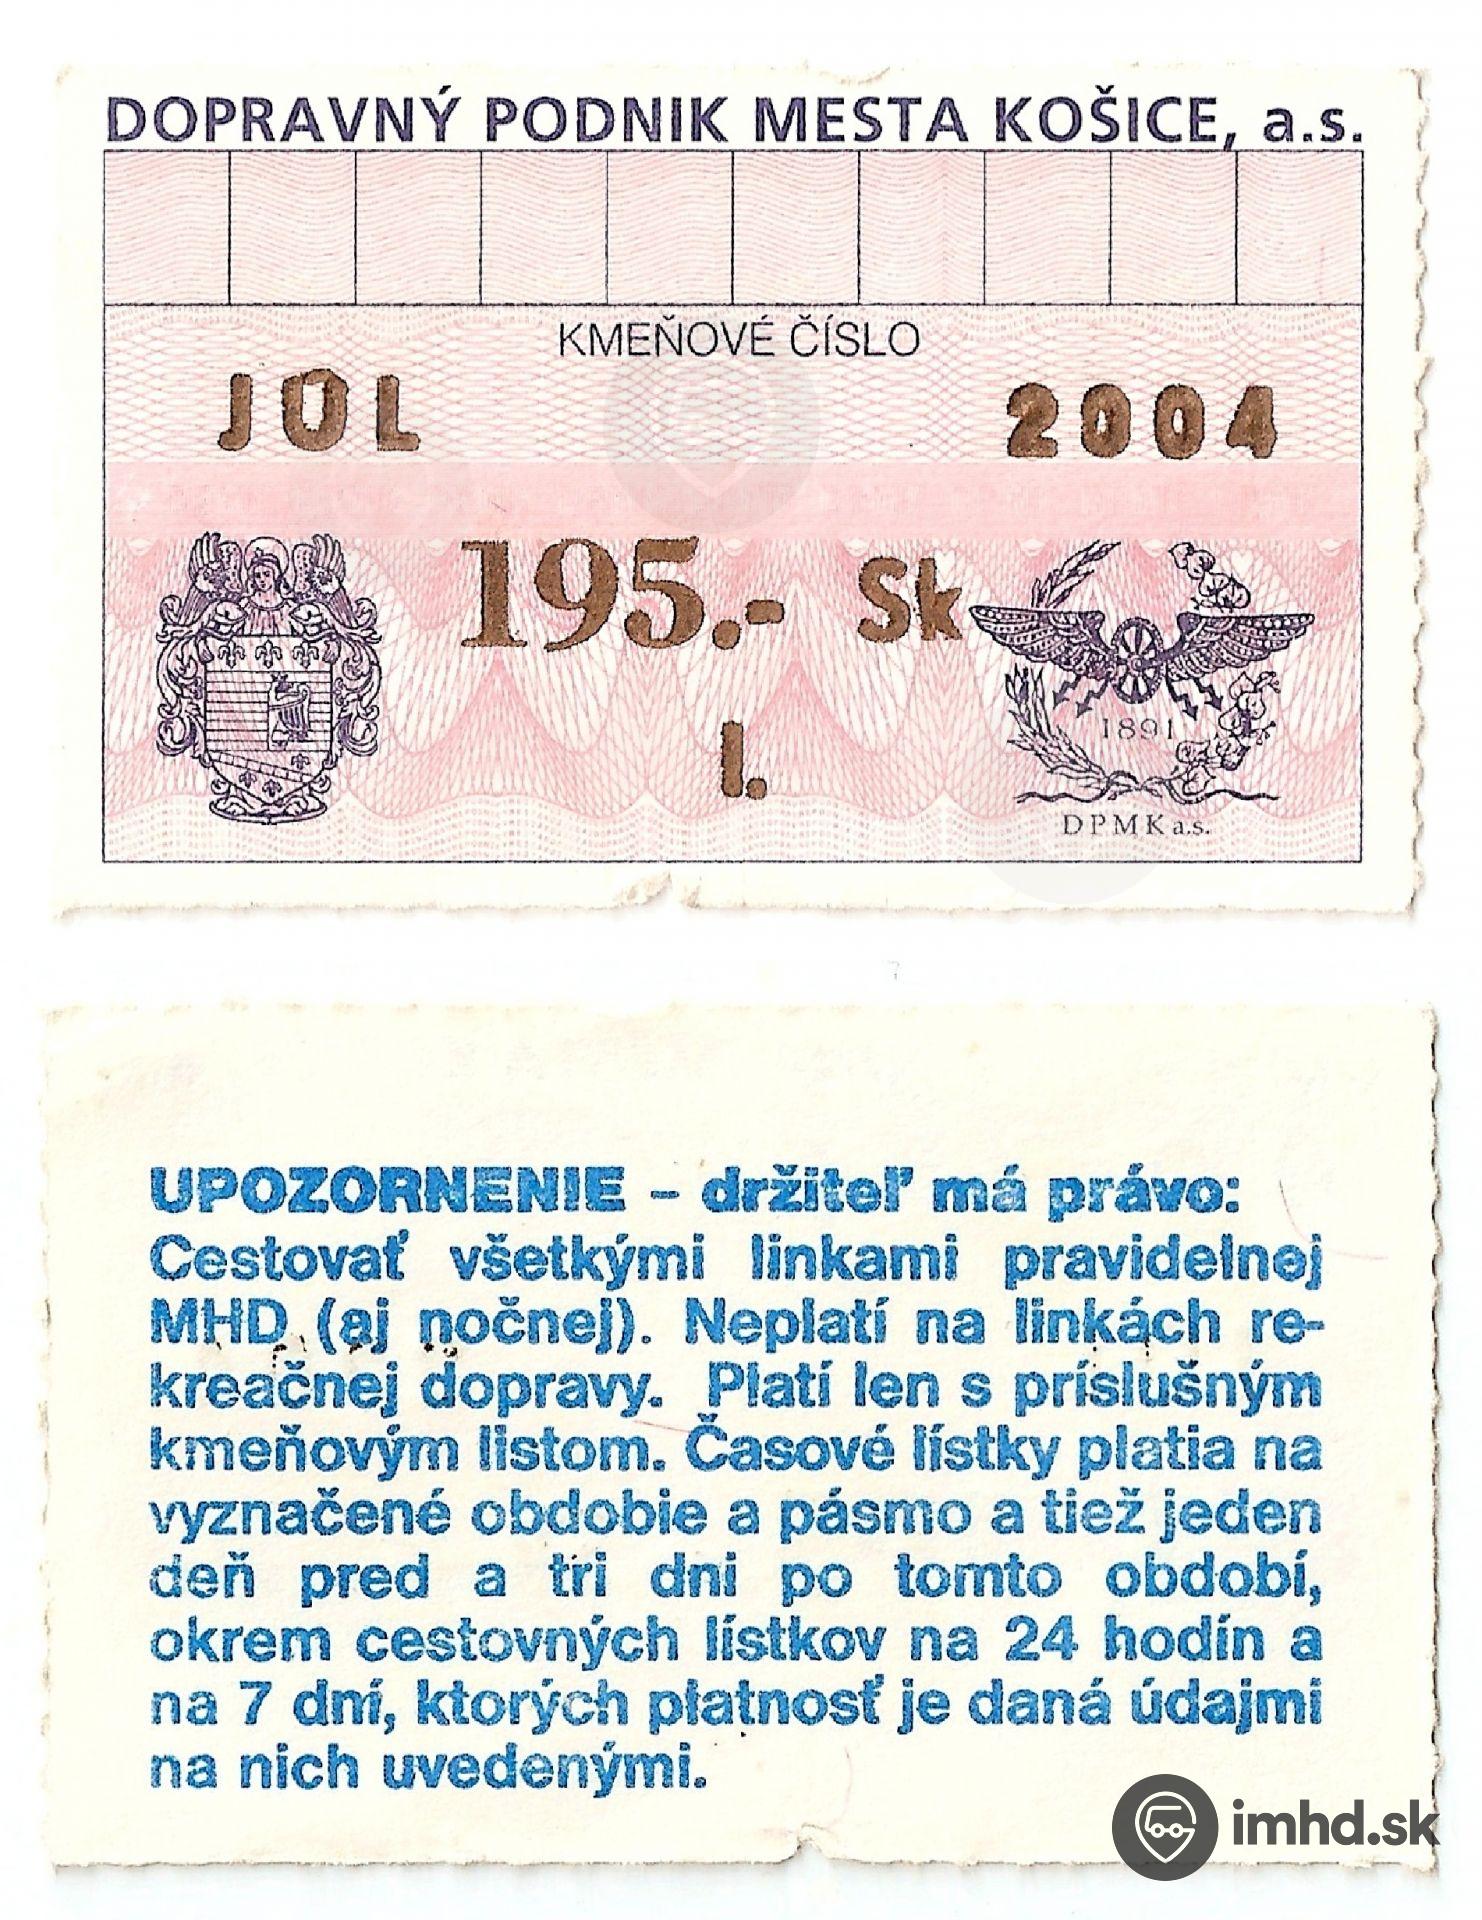 DOPRAVNÝ PODNIK MESTA KOŠICE, a.s.
KMEŇOVÉ ČÍSLO
JÚL 2004
195.- Sk
I.
1891
DPMK a.s.
UPOZORNENIE – držiteľ má právo:
Cestovať všetkými linkami pravidelnej
MHD (aj nočnej). Neplatí na linkách re-
kreačnej dopravy. Platí len s príslušným
kmeňovým listom. Časové lístky platia na
vyznačené obdobie a pásmo a tiež jeden
deň pred a tri dni po tomto období,
okrem cestovných lístkov na 24 hodín a
na 7 dní, ktorých platnosť je daná údajmi
na nich uvedenými.
imhd.sk